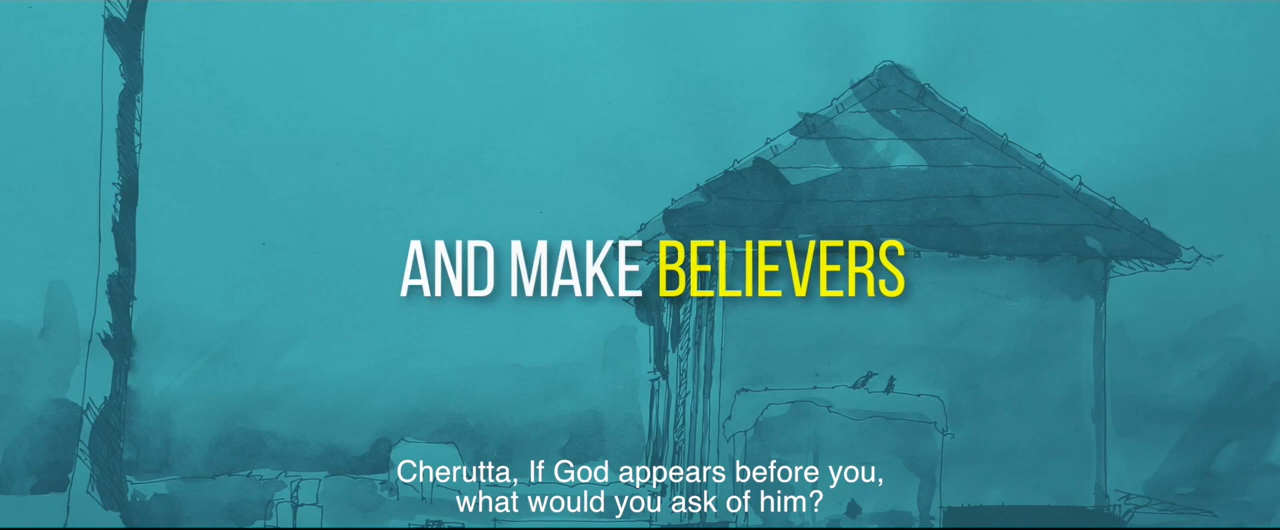 AND MAKE BELIEVERS
Cherutta, If God appears before you,
what would you ask of him?